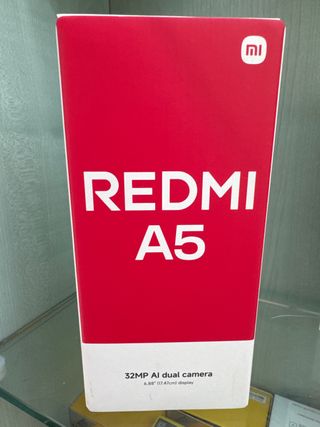 mi
REDMI
A5
32MP AI dual camera
6.88" (17.47cm) display